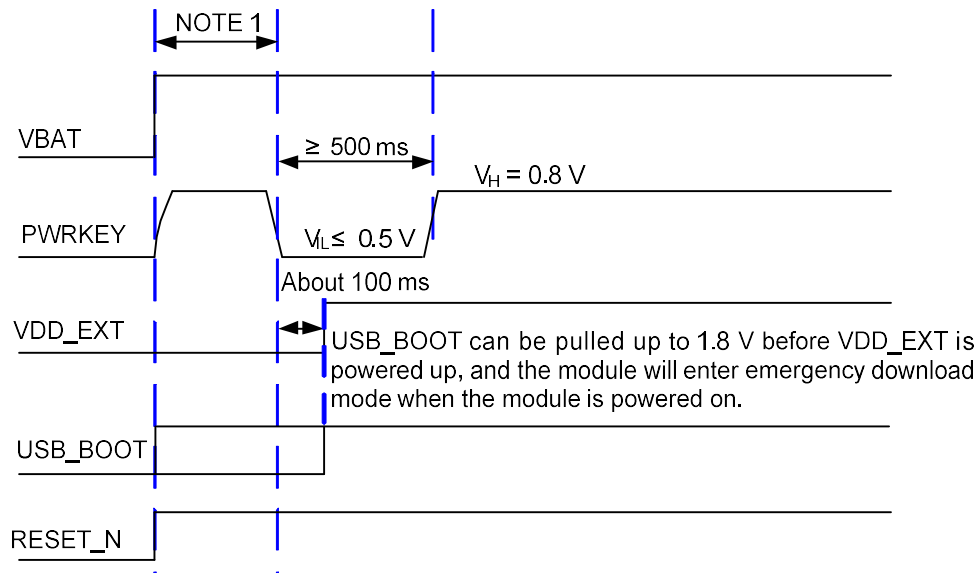 NOTE 1
VBAT
≥ 500 ms
V_H = 0.8 V
PWRKEY
V_IL ≤ 0.5 V
About 100 ms
VDD_EXT
USB_BOOT can be pulled up to 1.8 V before VDD_EXT is
powered up, and the module will enter emergency download
mode when the module is powered on.
USB_BOOT
RESET_N